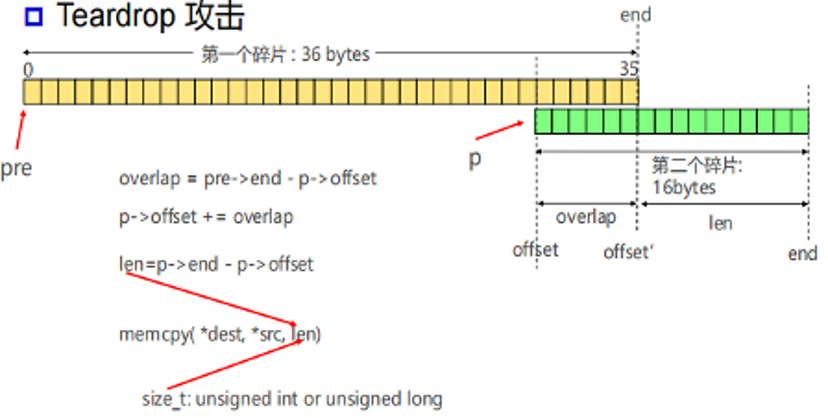 Teardrop 攻击
end
第一个碎片 : 36 bytes
0
35
pre
p
第二个碎片:
16bytes
overlap = pre->end - p->offset
p->offset += overlap
overlap
len
offset
offset‘
end
len=p->end - p->offset
memcpy( *dest, *src, len)
size_t: unsigned int or unsigned long